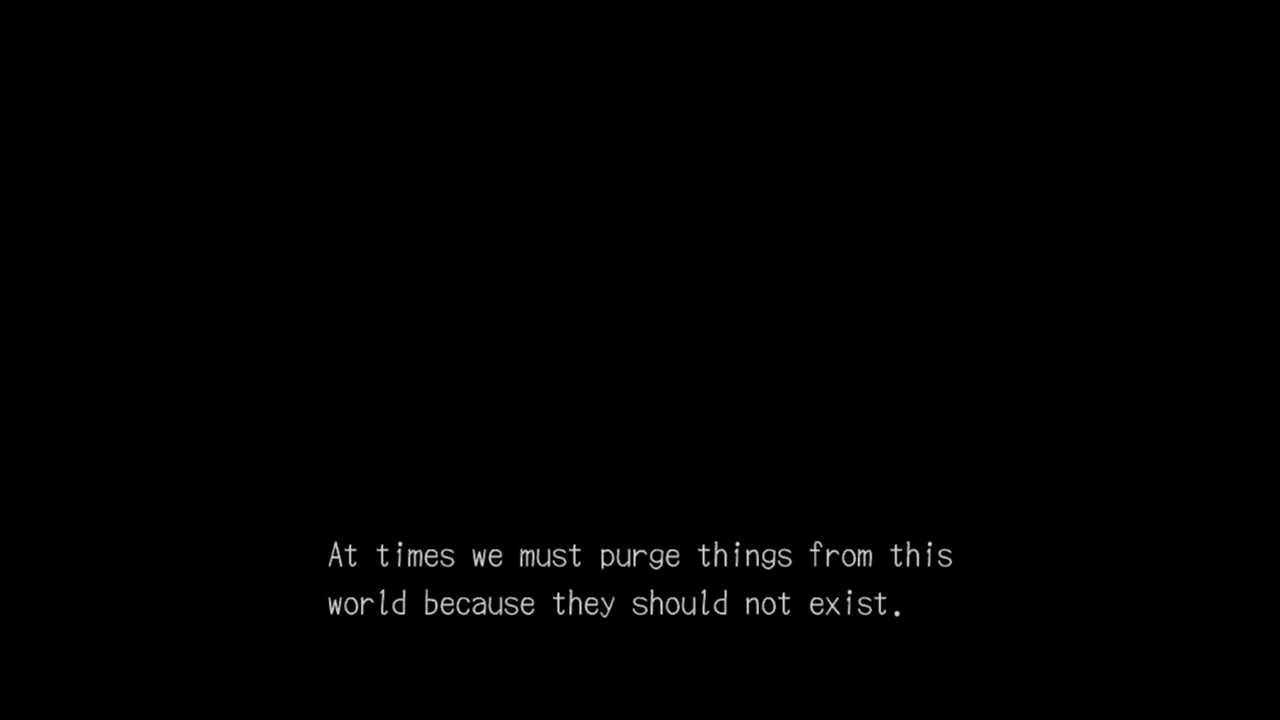 At times we must purge things from this
world because they should not exist.